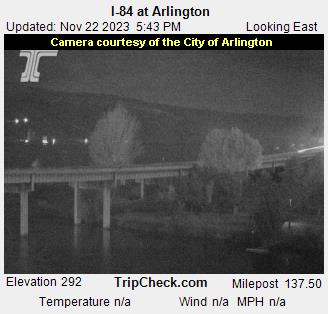 I-84 at Arlington
Updated: Nov 22 2023 5:43 PM Looking East
Camera courtesy of the City of Arlington
Elevation 292 TripCheck.com Milepost 137.50
Temperature n/a Wind n/a MPH n/a